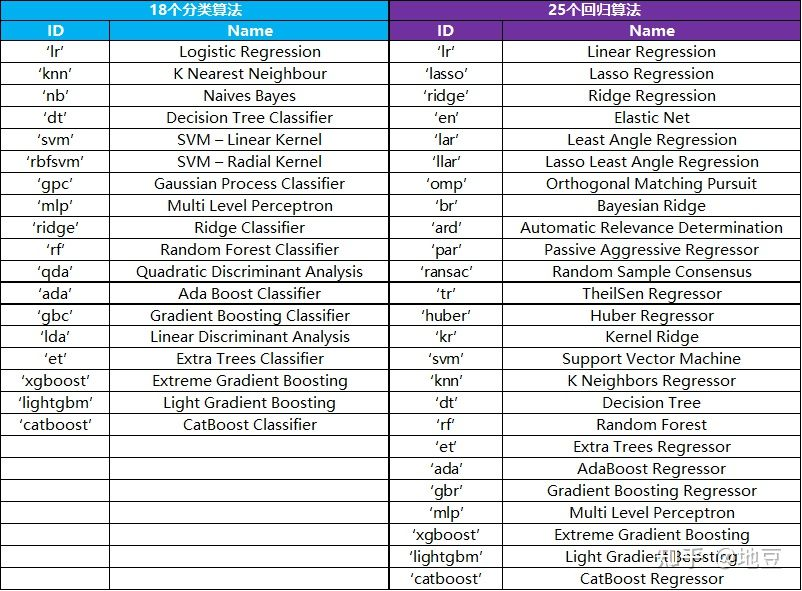 18个分类算法 25个回归算法
ID Name ID Name
‘lr’ Logistic Regression ‘lr’ Linear Regression
‘knn’ K Nearest Neighbour ‘lasso’ Lasso Regression
‘nb’ Naives Bayes ‘ridge’ Ridge Regression
‘dt’ Decision Tree Classifier ‘en’ Elastic Net
‘svm’ SVM – Linear Kernel ‘lar’ Least Angle Regression
‘rbfsvm’ SVM – Radial Kernel ‘llar’ Lasso Least Angle Regression
‘gpc’ Gaussian Process Classifier ‘omp’ Orthogonal Matching Pursuit
‘mlp’ Multi Level Perceptron ‘br’ Bayesian Ridge
‘ridge’ Ridge Classifier ‘ard’ Automatic Relevance Determination
‘rf’ Random Forest Classifier ‘par’ Passive Aggressive Regressor
‘qda’ Quadratic Discriminant Analysis ‘ransac’ Random Sample Consensus
‘ada’ Ada Boost Classifier ‘tr’ TheilSen Regressor
‘gbc’ Gradient Boosting Classifier ‘huber’ Huber Regressor
‘lda’ Linear Discriminant Analysis ‘kr’ Kernel Ridge
‘et’ Extra Trees Classifier ‘svm’ Support Vector Machine
‘xgboost’ Extreme Gradient Boosting ‘knn’ K Neighbors Regressor
‘lightgbm’ Light Gradient Boosting ‘dt’ Decision Tree
‘catboost’ CatBoost Classifier ‘rf’ Random Forest
‘et’ Extra Trees Regressor
‘ada’ AdaBoost Regressor
‘gbr’ Gradient Boosting Regressor
‘mlp’ Multi Level Perceptron
‘xgboost’ Extreme Gradient Boosting
‘lightgbm’ Light Gradient Boosting
知乎 @地豆
‘catboost’ CatBoost Regressor